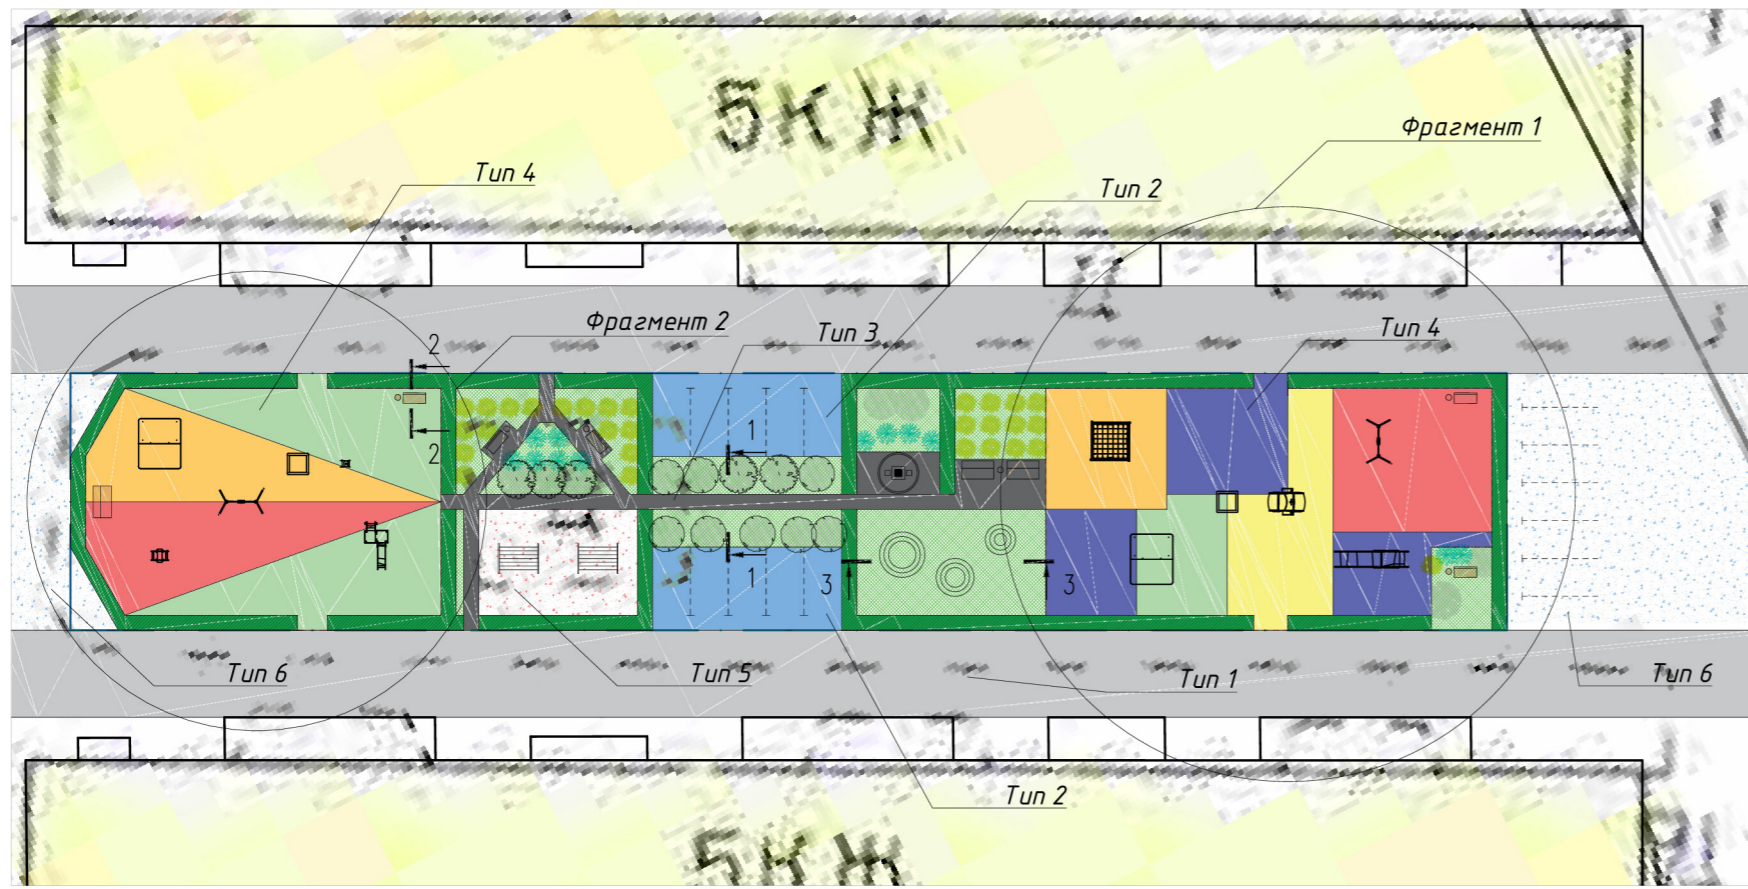 5КЖ
Фрагмент 1
Тип 4
Тип 2
Фрагмент 2
Тип 3
Тип 4
2
2
1
1
3
3
Тип 6
Тип 5
Тип 1
Тип 6
Тип 2
5КЖ